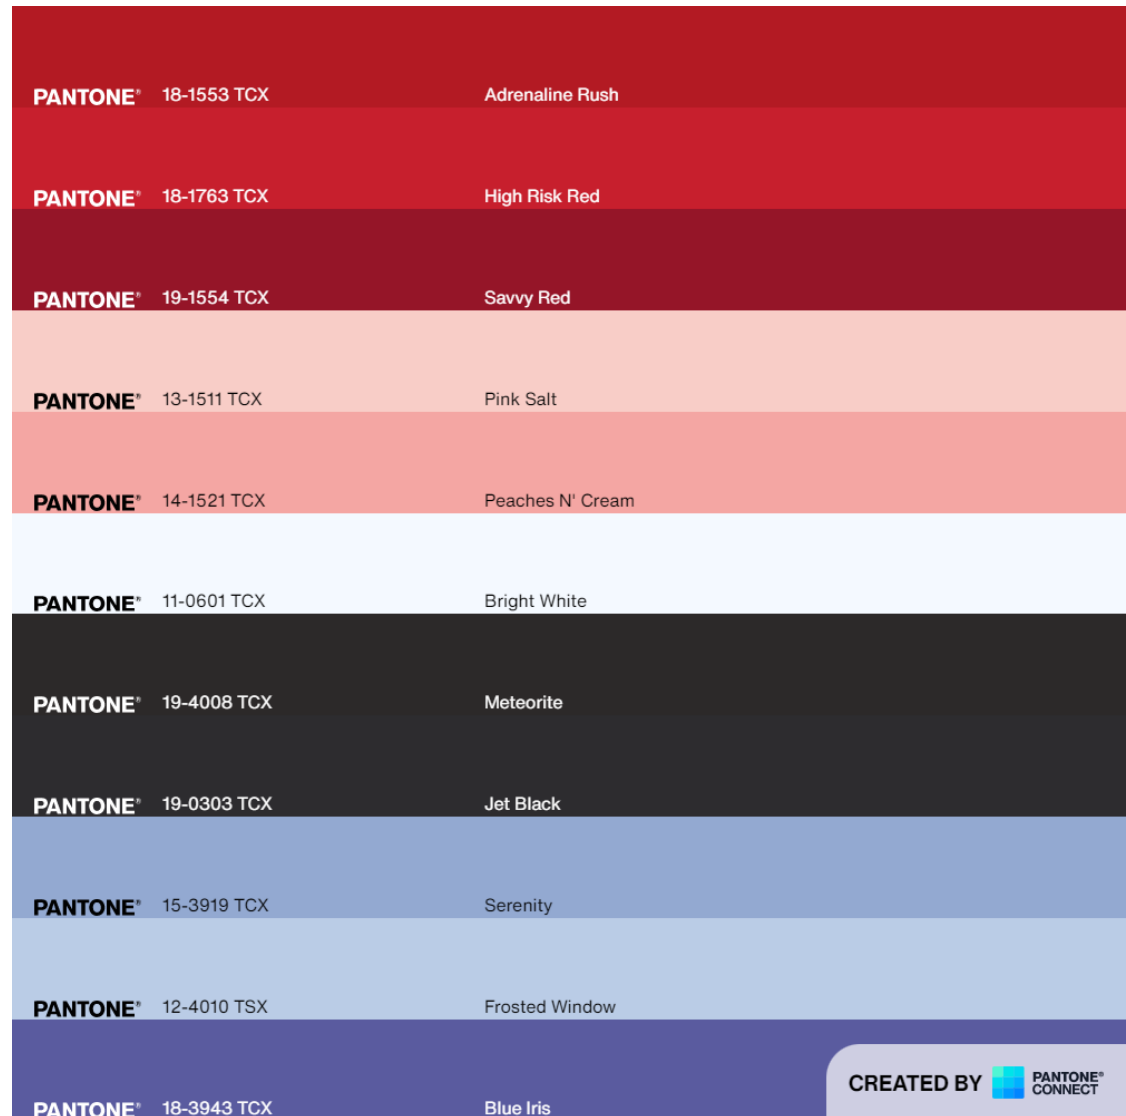 PANTONE® 18-1553 TCX Adrenaline Rush
PANTONE® 18-1763 TCX High Risk Red
PANTONE® 19-1554 TCX Savvy Red
PANTONE® 13-1511 TCX Pink Salt
PANTONE® 14-1521 TCX Peaches N' Cream
PANTONE® 11-0601 TCX Bright White
PANTONE® 19-4008 TCX Meteorite
PANTONE® 19-0303 TCX Jet Black
PANTONE® 15-3919 TCX Serenity
PANTONE® 12-4010 TSX Frosted Window
PANTONE® 18-3943 TCX Blue Iris
CREATED BY PANTONE®
CONNECT